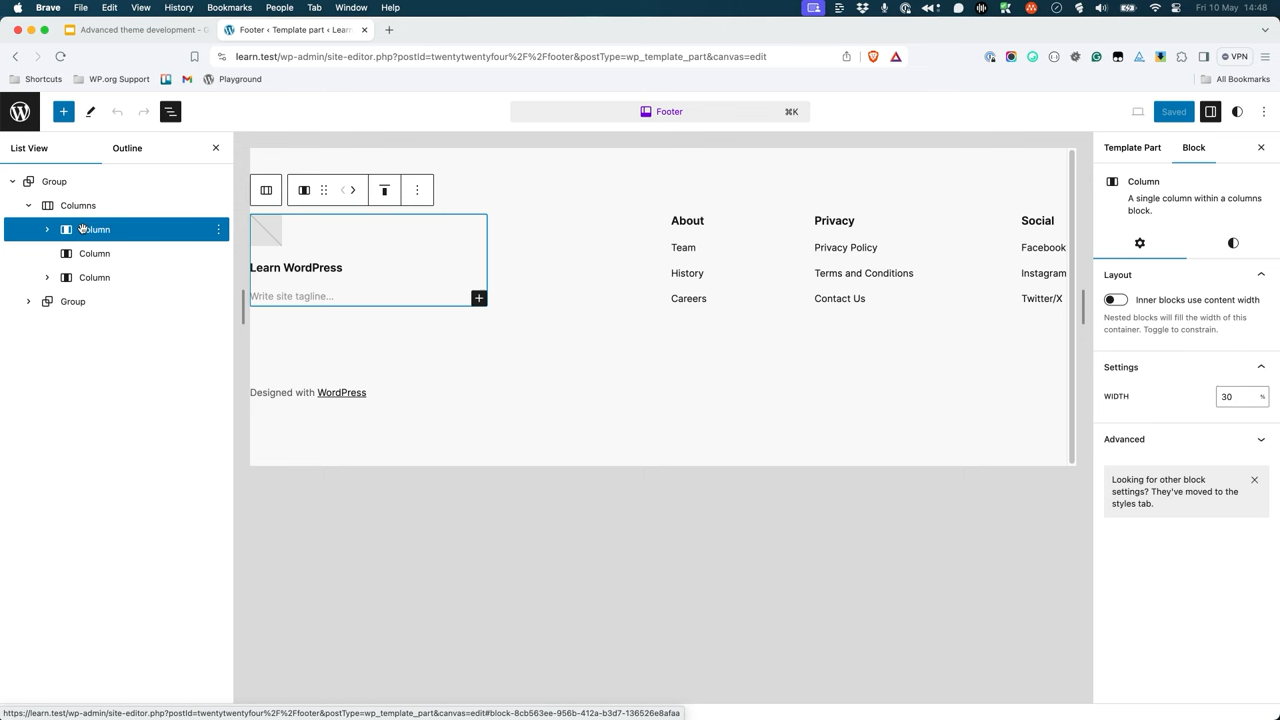 Brave File Edit View History Bookmarks People Tab Window Help Fri 10 May 14:48
Advanced theme development - G Footer ‹ Template part ‹ Learn
learn.test/wp-admin/site-editor.php?postId=twentytwentyfour%2F%2Ffooter&postType=wp_template_part&canvas=edit VPN
Shortcuts WP.org Support Playground All Bookmarks
Footer ⌘K Saved
List View Outline
Group
Columns
Column
Column
Column
Group
Learn WordPress
Write site tagline...
About
Team
History
Careers
Privacy
Privacy Policy
Terms and Conditions
Contact Us
Social
Facebook
Instagram
Twitter/X
Designed with WordPress
Template Part Block
Column
A single column within a columns
block.
Layout
Inner blocks use content width
Nested blocks will fill the width of this
container. Toggle to constrain.
Settings
WIDTH 30 %
Advanced
Looking for other block
settings? They've moved to the
styles tab.
https://learn.test/wp-admin/site-editor.php?postId=twentytwentyfour%2F%2Ffooter&postType=wp_template_part&canvas=edit#block-8cb563ee-956b-412a-b3d7-136526e8afaa